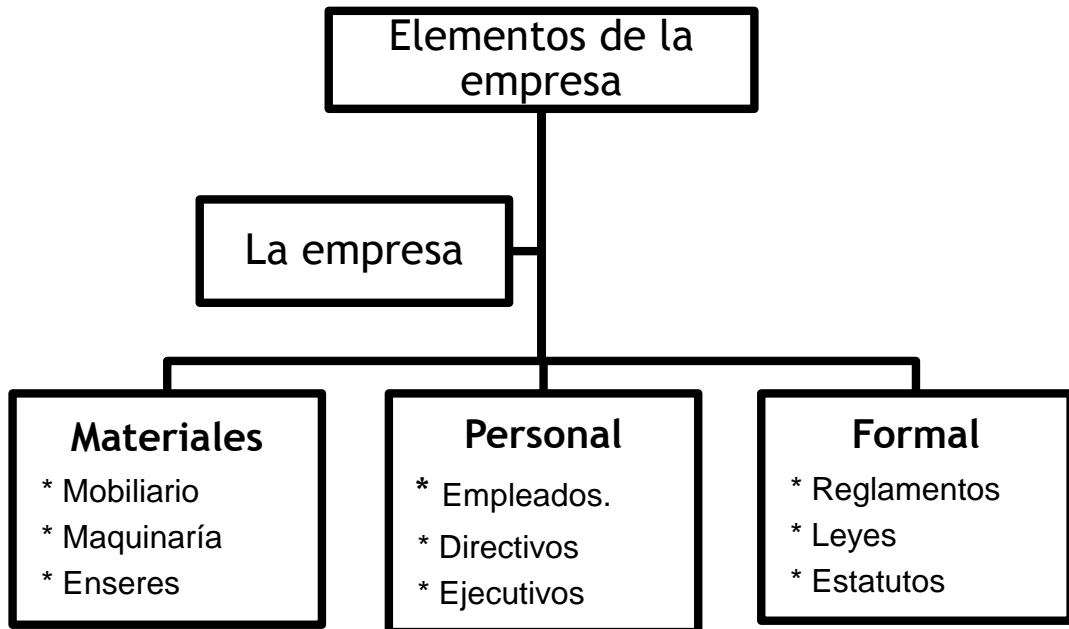 Elementos de la
empresa
La empresa
Materiales
* Mobiliario
* Maquinaría
* Enseres
Personal
* Empleados.
* Directivos
* Ejecutivos
Formal
* Reglamentos
* Leyes
* Estatutos